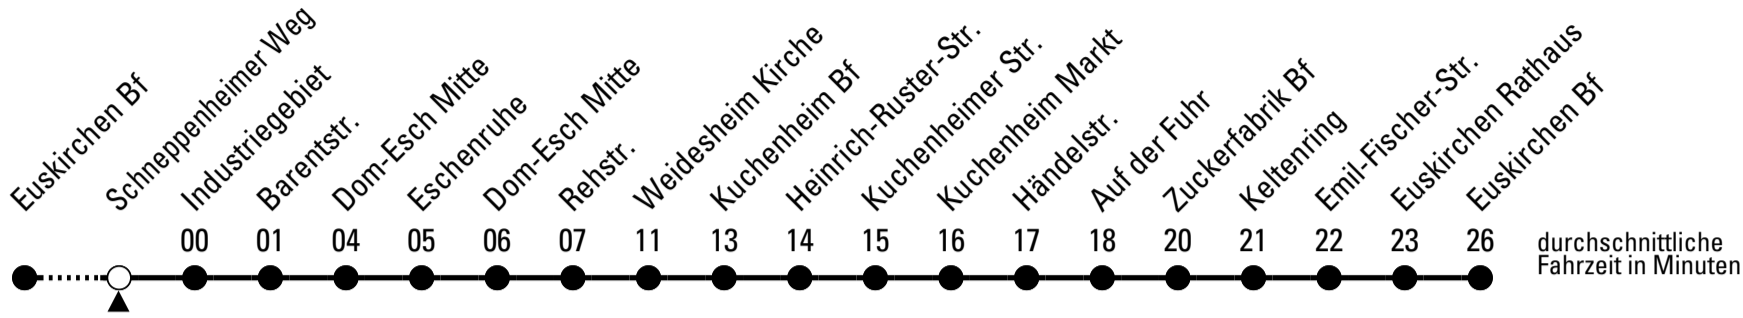 Euskirchen Bf
Schneppenheimer Weg
Industriegebiet
Barentstr.
Dom-Esch Mitte
Eschenruhe
Dom-Esch Mitte
Rehstr.
Weidesheim Kirche
Kuchenheim Bf
Heinrich-Ruster-Str.
Kuchenheimer Str.
Kuchenheim Markt
Händelstr.
Auf der Fuhr
Zuckerfabrik Bf
Keltenring
Emil-Fischer-Str.
Euskirchen Rathaus
Euskirchen Bf
00 01 04 05 06 07 11 13 14 15 16 17 18 20 21 22 23 26
durchschnittliche
Fahrzeit in Minuten